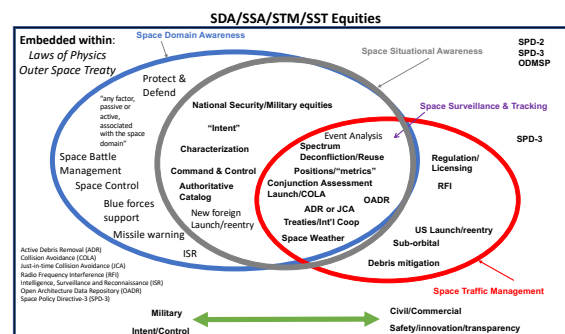 SDA/SSA/STM/SST Equities
Embedded within:
Laws of Physics
Outer Space Treaty
Space Domain Awareness
Space Situational Awareness
SPD-2
SPD-3
ODMSP
Protect &
Defend
"any factor,
passive or
active,
associated with the
space
domain"
Space Battle
Management
Space Control
Blue forces
support
Missile warning
ISR
National Security/Military equities
"Intent"
Characterization
Command & Control
Authoritative
Catalog
New foreign
Launch/reentry
Space Surveillance & Tracking
Event Analysis
Spectrum
Deconfliction/Reuse
Positions/"metrics"
Conjunction Assessment
Launch/COLA
OADR
ADR or JCA
Treaties/Int'l Coop
Space Weather
SPD-3
Regulation/
Licensing
RFI
US Launch/reentry
Sub-orbital
Debris mitigation
Space Traffic Management
Active Debris Removal (ADR)
Collision Avoidance (COLA)
Just-in-time Collision Avoidance (JCA)
Radio Frequency Interference (RFI)
Intelligence, Surveillance and Reconnaissance (ISR)
Open Architecture Data Repository (OADR)
Space Policy Directive-3 (SPD-3)
Military
Intent/Control
Civil/Commercial
Safety/innovation/transparency